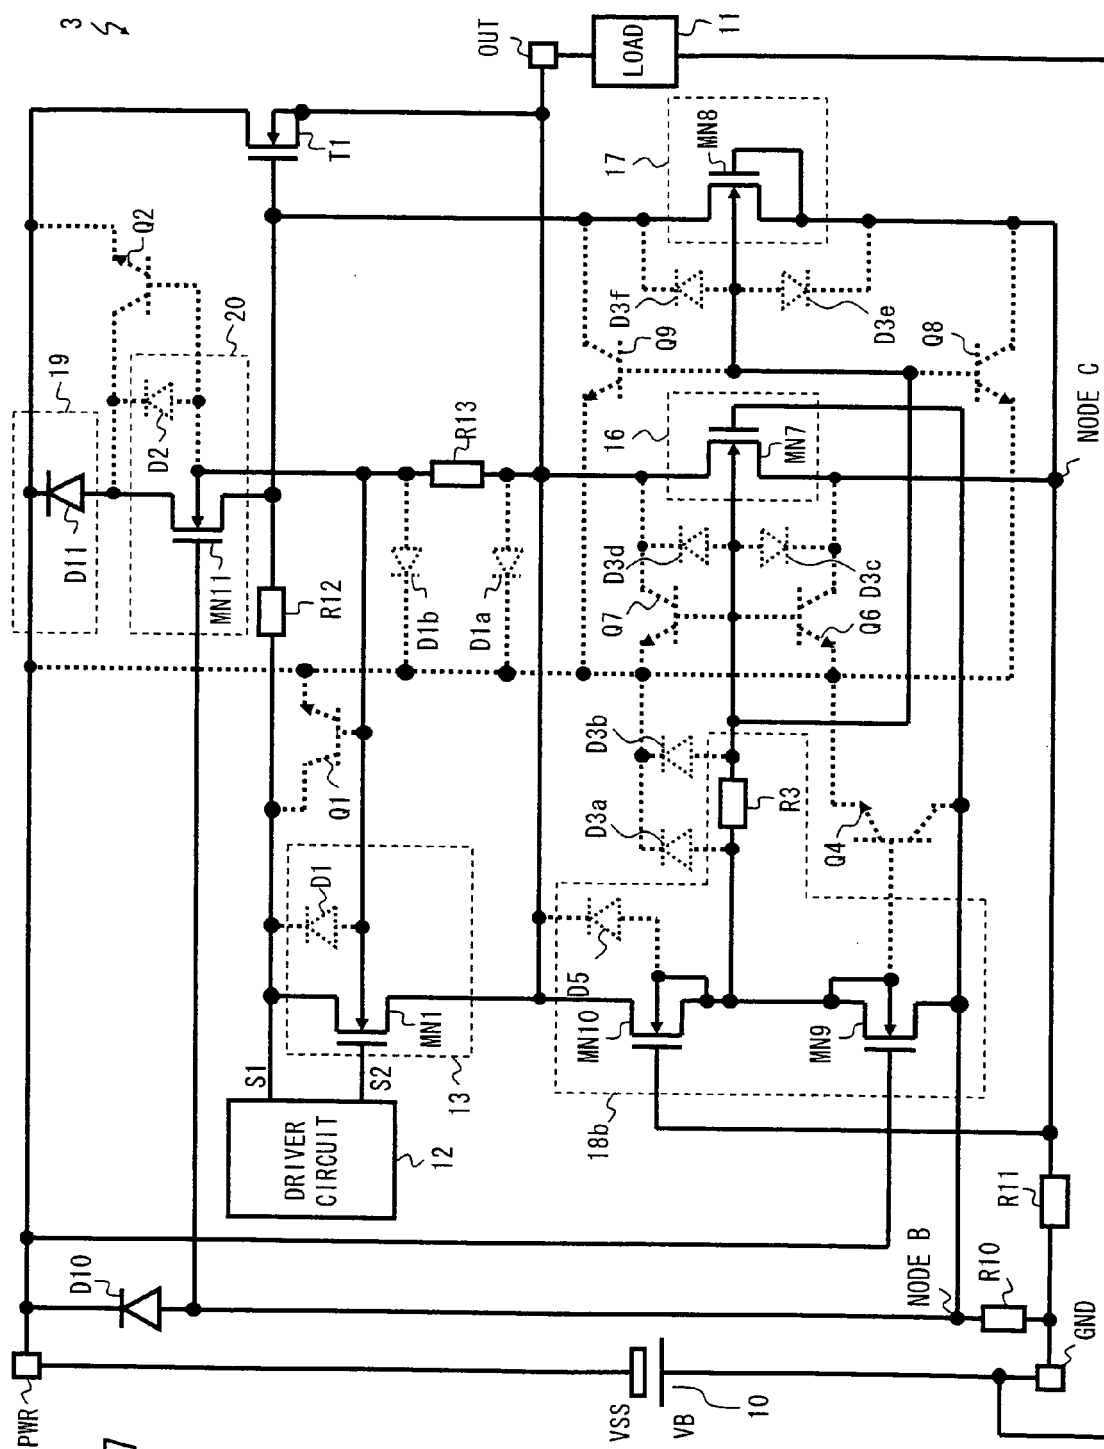 7
3
PWR
D10
19
D11
20
D2
MN11
Q2
T1
R12
Q1
DRIVER
CIRCUIT
12
S1
S2
13
MN1
D1
D1b
D1a
R13
OUT
LOAD
11
18b
MN10
D5
MN9
D3a
D3b
R3
Q4
Q7
Q6
D3d
D3c
16
MN7
Q9
Q8
D3f
D3e
17
MN8
VSS
VB
10
NODE B
R10
R11
GND
NODE C